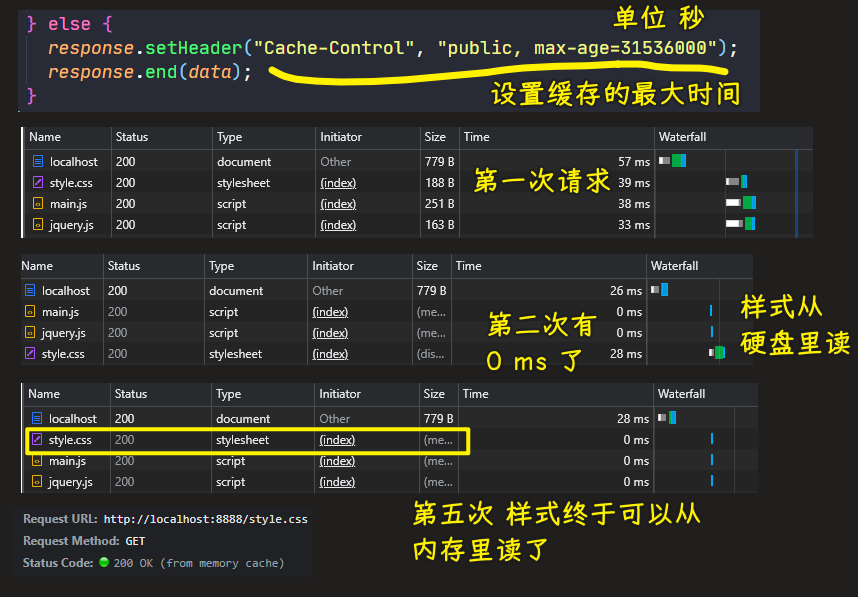 } else {
单位 秒
response.setHeader("Cache-Control", "public, max-age=31536000");
response.end(data);
}
设置缓存的最大时间
Name Status Type Initiator Size Time Waterfall
localhost 200 document Other 779 B 57 ms
style.css 200 stylesheet (index) 188 B 39 ms
main.js 200 script (index) 251 B 38 ms
jquery.js 200 script (index) 163 B 33 ms
第一次请求
Name Status Type Initiator Size Time Waterfall
localhost 200 document Other 779 B 26 ms
main.js 200 script (index) (me... 0 ms
jquery.js 200 script (index) (me... 0 ms
style.css 200 stylesheet (index) (dis... 28 ms
第二次有
0 ms 了
样式从
硬盘里读
Name Status Type Initiator Size Time Waterfall
localhost 200 document Other 779 B 28 ms
style.css 200 stylesheet (index) (me... 0 ms
main.js 200 script (index) (me... 0 ms
jquery.js 200 script (index) (me... 0 ms
第五次 样式终于可以从
内存里读了
Request URL: http://localhost:8888/style.css
Request Method: GET
Status Code: 200 OK (from memory cache)